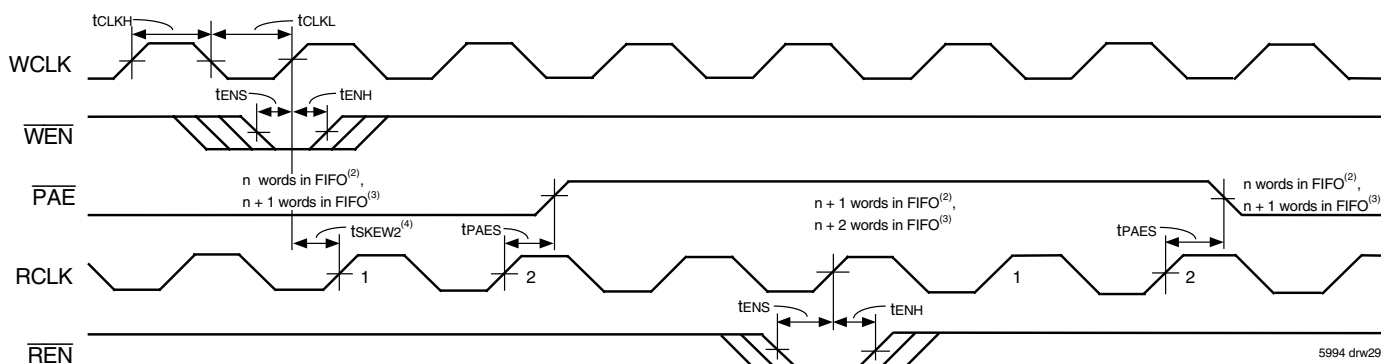 tCLKH
tCLKL
WCLK
tENS
tENH
WEN
n words in FIFO(2),
n + 1 words in FIFO(3)
PAE
n + 1 words in FIFO(2),
n + 2 words in FIFO(3)
n words in FIFO(2),
n + 1 words in FIFO(3)
tSKEW2(4)
tPAES
tPAES
RCLK
1
2
1
2
tENS
tENH
REN
5994 drw29